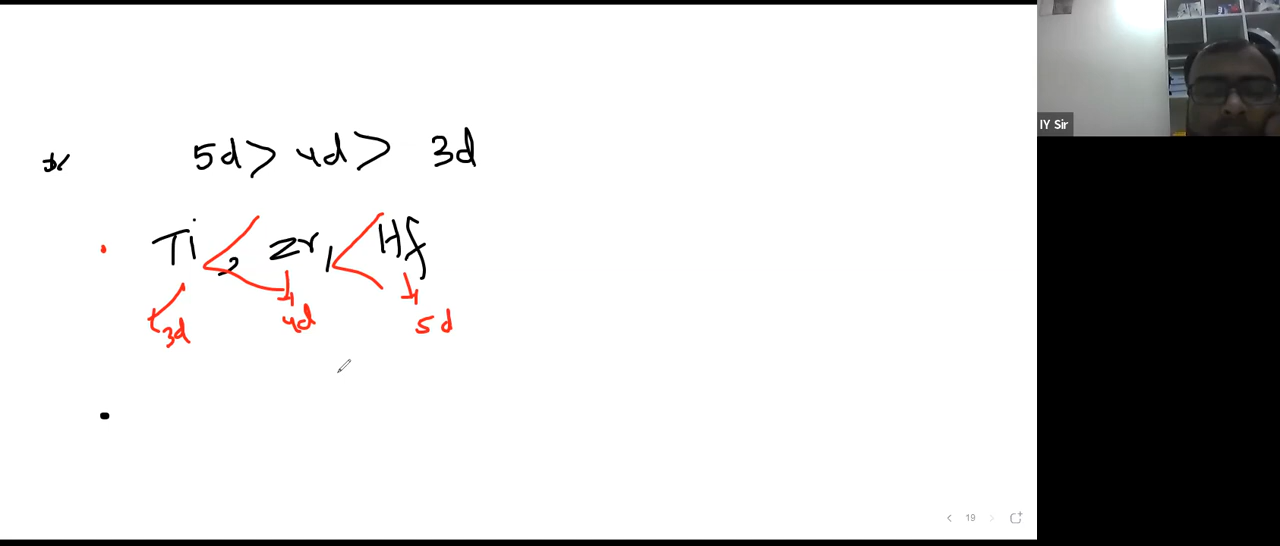 5d > 4d > 3d
Ti < , Zr , < Hf
3d 4d 5d
IY Sir
19